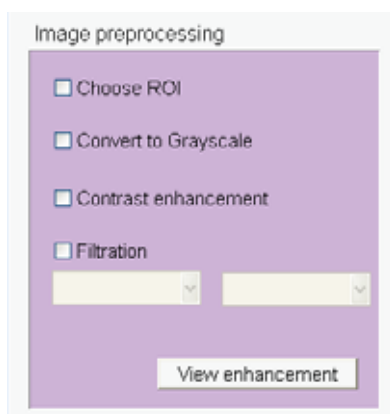 Image preprocessing
Choose ROI
Convert to Grayscale
Contrast enhancement
Filtration
View enhancement